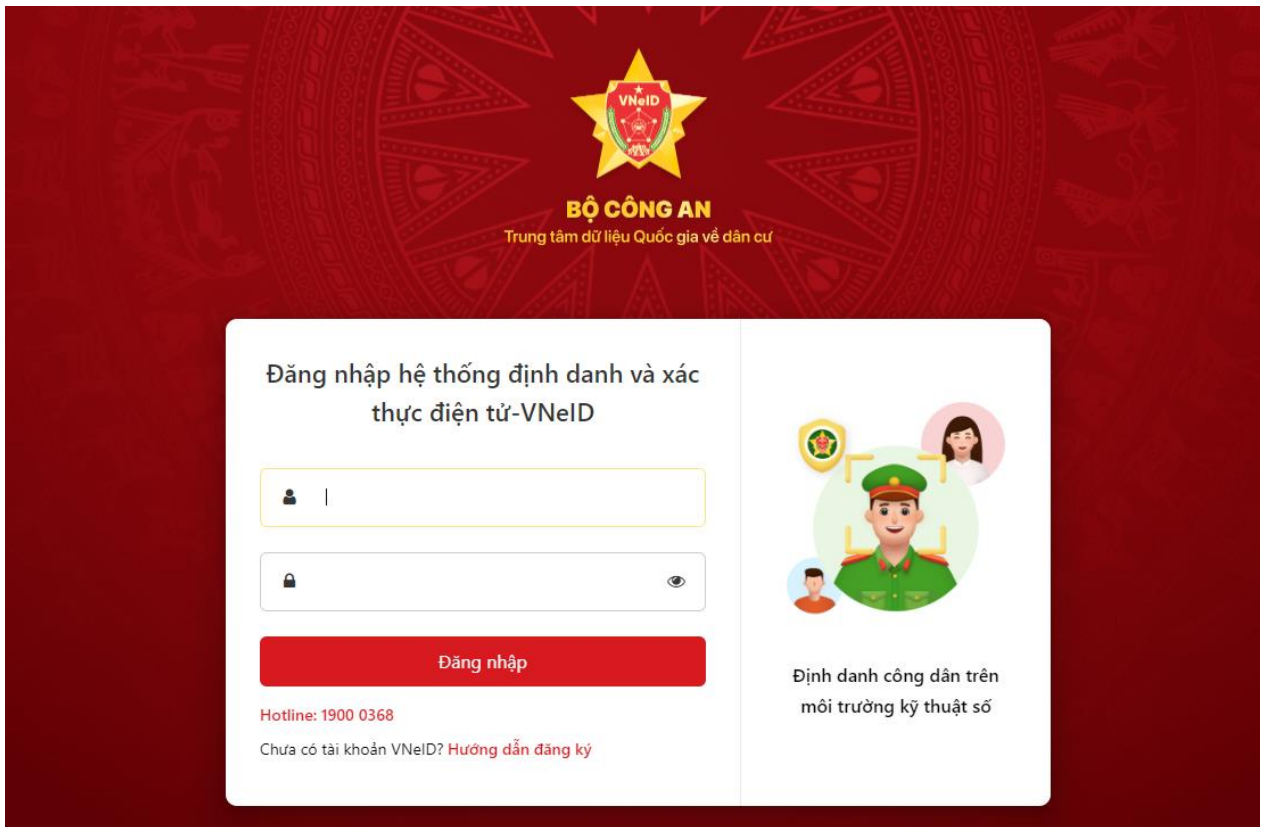 VNeID
BỘ CÔNG AN
Trung tâm dữ liệu Quốc gia về dân cư
Đăng nhập hệ thống định danh và xác
thực điện tử-VNeID
Đăng nhập
Hotline: 1900 0368
Chưa có tài khoản VNeID? Hướng dẫn đăng ký
Định danh công dân trên
môi trường kỹ thuật số